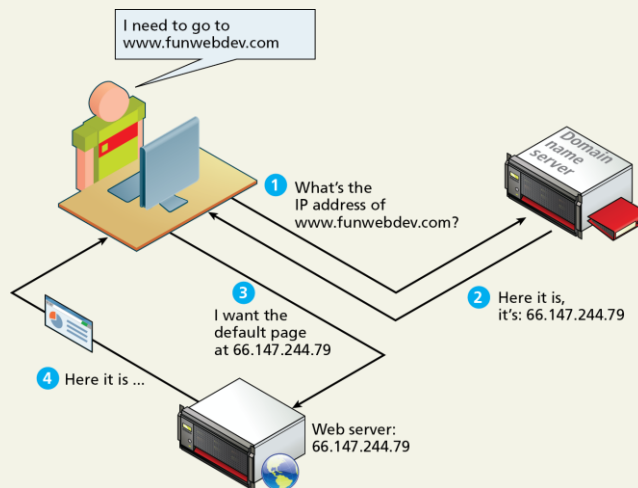 I need to go to
www.funwebdev.com
Domain
name
server
1 What's the
IP address of
www.funwebdev.com?
2 Here it is,
it's: 66.147.244.79
3
I want the
default page
at 66.147.244.79
4 Here it is ...
Web server:
66.147.244.79